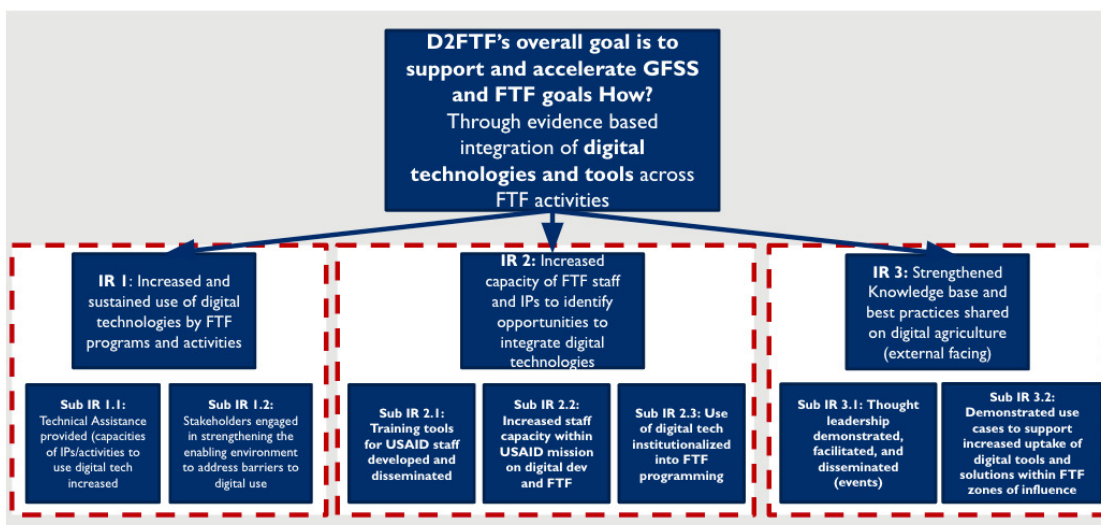 D2FTF's overall goal is to
support and accelerate GFSS
and FTF goals How?
Through evidence based
integration of digital
technologies and tools across
FTF activities
IR 1: Increased and
sustained use of digital
technologies by FTF
programs and activities
IR 2: Increased
capacity of FTF staff
and IPs to identify
opportunities to
integrate digital
technologies
IR 3: Strengthened
Knowledge base and
best practices shared
on digital agriculture
(external facing)
Sub IR 1.1:
Technical Assistance
provided (capacities
of IPs/activities to
use digital tech
increased
Sub IR 1.2:
Stakeholders engaged
in strengthening the
enabling environment
to address barriers to
digital use
Sub IR 2.1:
Training tools
for USAID staff
developed and
disseminated
Sub IR 2.2:
Increased staff
capacity within
USAID mission
on digital dev
and FTF
Sub IR 2.3: Use
of digital tech
institutionalized
into FTF
programming
Sub IR 3.1: Thought
leadership
demonstrated,
facilitated, and
disseminated
(events)
Sub IR 3.2:
Demonstrated use
cases to support
increased uptake of
digital tools and
solutions within FTF
zones of influence